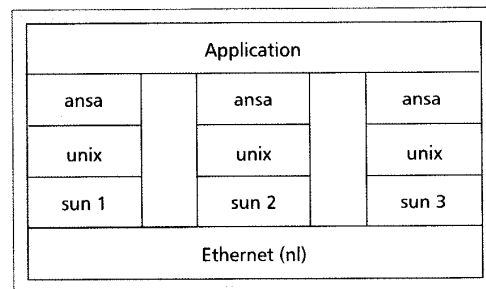 Application
ansa ansa ansa
unix unix unix
sun 1 sun 2 sun 3
Ethernet (nl)